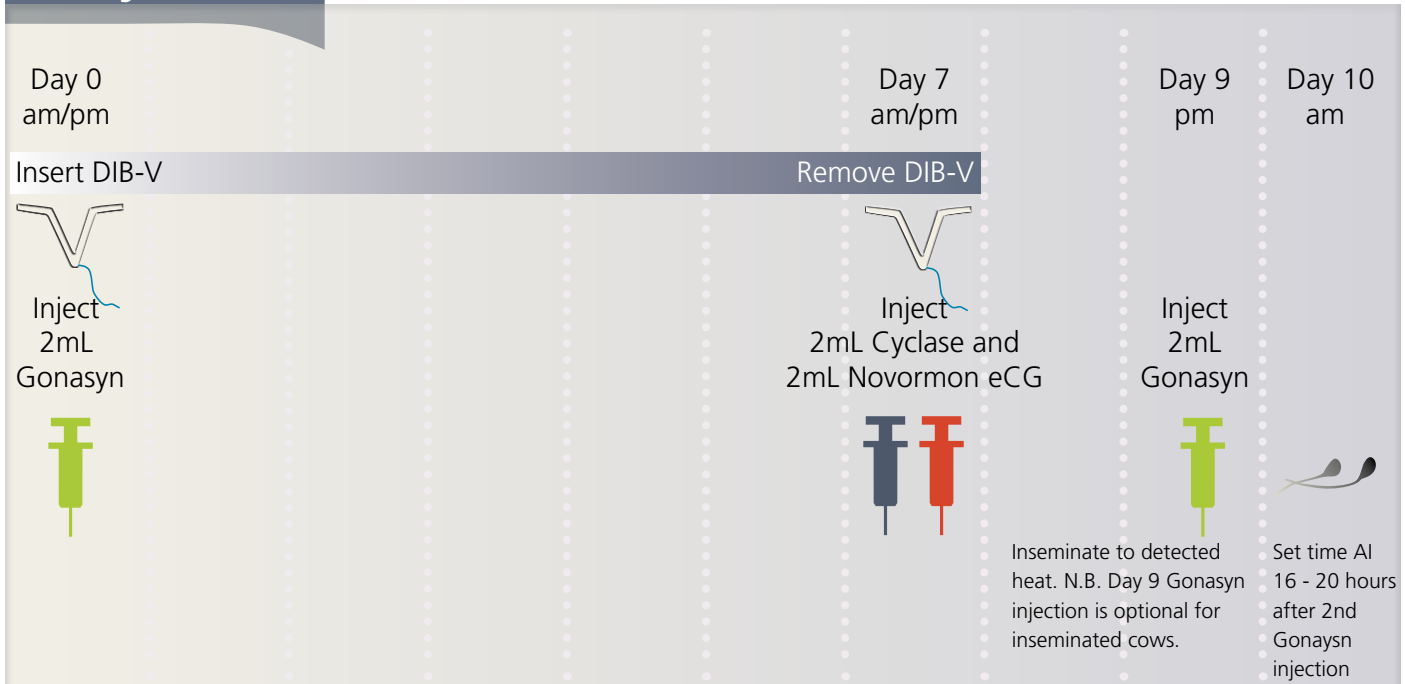 Day 0
am/pm
Day 7
am/pm
Day 9
pm
Day 10
am
Insert DIB-V
Remove DIB-V
Inject
2mL
Gonasyn
Inject
2mL Cyclase and
2mL Novormon eCG
Inject
2mL
Gonasyn
Inseminate to detected
heat. N.B. Day 9 Gonasyn
injection is optional for
inseminated cows.
Set time AI
16 - 20 hours
after 2nd
Gonaysn
injection